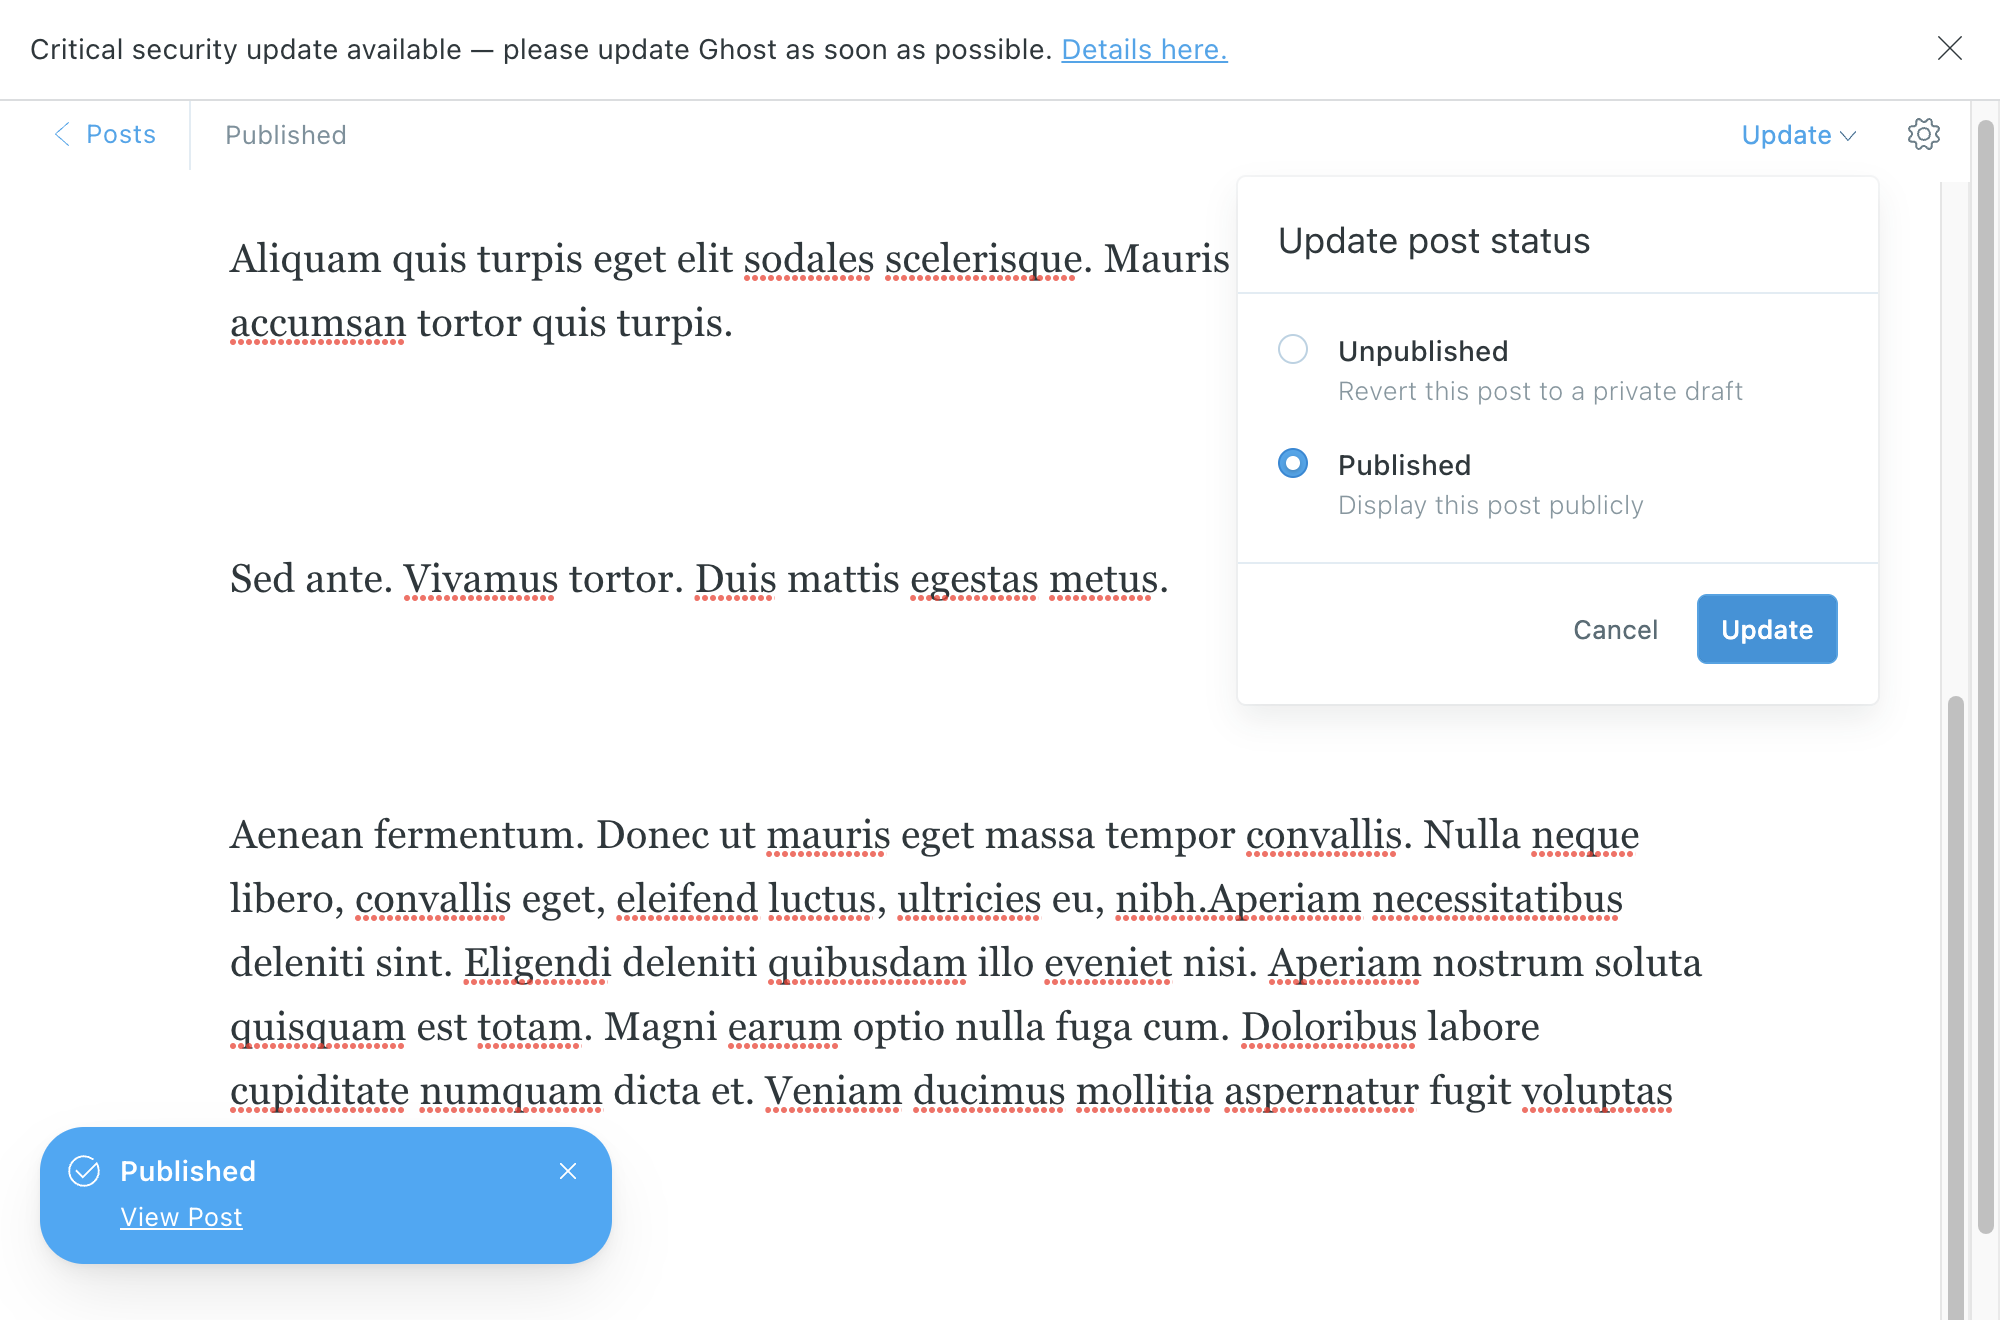 Critical security update available — please update Ghost as soon as possible. Details here.
Posts
Published
Update
Aliquam quis turpis eget elit sodales scelerisque. Mauris
accumsan tortor quis turpis.
Sed ante. Vivamus tortor. Duis mattis egestas metus.
Update post status
Unpublished
Revert this post to a private draft
Published
Display this post publicly
Cancel
Update
Aenean fermentum. Donec ut mauris eget massa tempor convallis. Nulla neque
libero, convallis eget, eleifend luctus, ultricies eu, nibh.Aperiam necessitatibus
deleniti sint. Eligendi deleniti quibusdam illo eveniet nisi. Aperiam nostrum soluta
quisquam est totam. Magni earum optio nulla fuga cum. Doloribus labore
cupiditate numquam dicta et. Veniam ducimus mollitia aspernatur fugit voluptas
Published
View Post